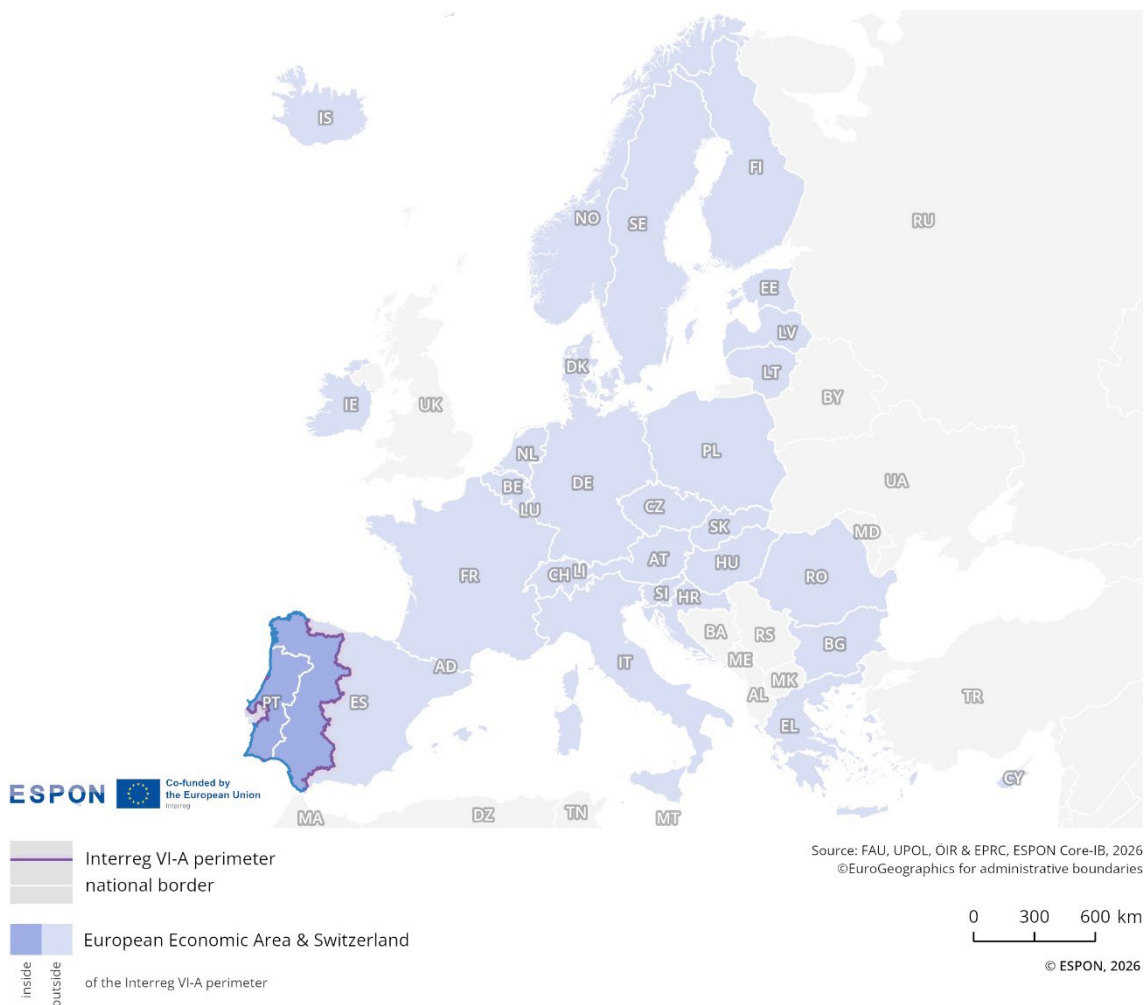 IS
FI
NO
SE
RU
EE
LV
DK
LT
IE
UK
BY
NL
PL
BE
DE
UA
LU
CZ
SK
MD
AT
HU
FR
CH
LI
RO
SI
HR
BA
RS
BG
IT
ME
AD
MK
AL
PT
ES
TR
EL
CY
MA
DZ
TN
MT
ESPON
Co-funded by
the European Union
Interreg
Interreg VI-A perimeter
national border
European Economic Area & Switzerland
inside
outside
of the Interreg VI-A perimeter
Source: FAU, UPOL, ÖIR & EPRC, ESPON Core-IB, 2026
©EuroGeographics for administrative boundaries
0 300 600 km
© ESPON, 2026